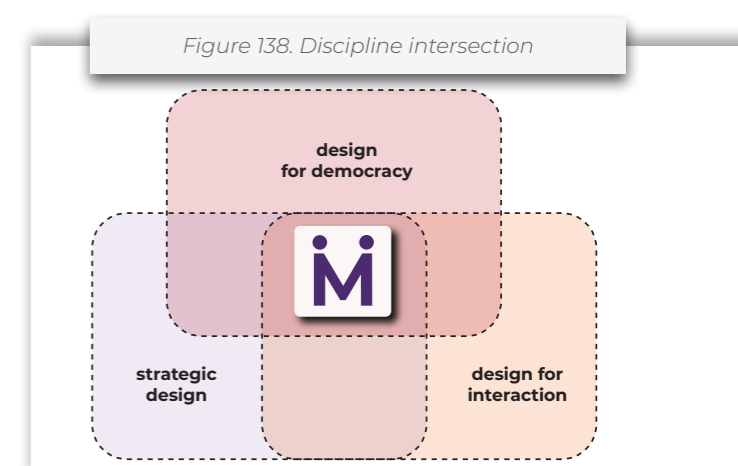 Figure 138. Discipline intersection
design
for democracy
M
strategic
design
design for
interaction